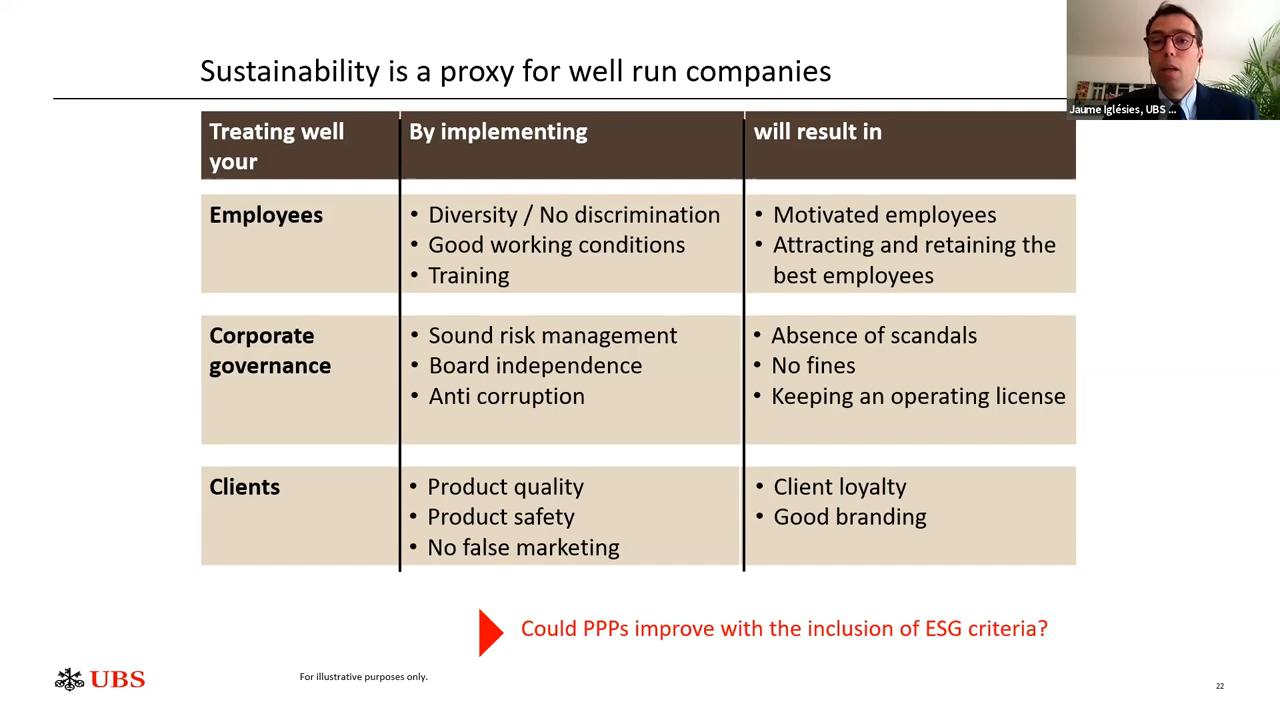 Sustainability is a proxy for well run companies
Jaume Iglésies, UBS ...
Treating well
your
By implementing
will result in
Employees
• Diversity / No discrimination
• Good working conditions
• Training
• Motivated employees
• Attracting and retaining the
best employees
Corporate
governance
• Sound risk management
• Board independence
• Anti corruption
• Absence of scandals
• No fines
• Keeping an operating license
Clients
• Product quality
• Product safety
• No false marketing
• Client loyalty
• Good branding
Could PPPs improve with the inclusion of ESG criteria?
UBS
For illustrative purposes only.
22